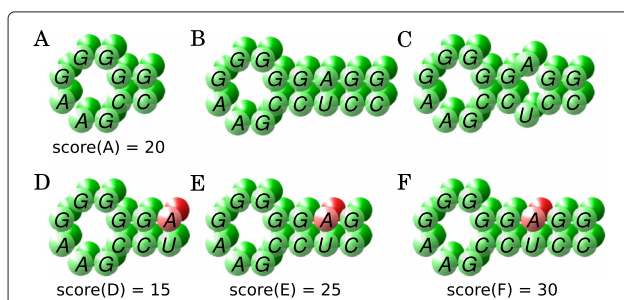 A
G G
G G G
A C C
A G
score(A) = 20
B
G G
G G G A G G
A C C U C C
A G
C
G G A
G G G G G
A C C U C C
A G
D
G G
G G G A
A C C U
A G
score(D) = 15
E
G G
G G G A G
A C C U C
A G
score(E) = 25
F
G G
G G G A G G
A C C U C C
A G
score(F) = 30